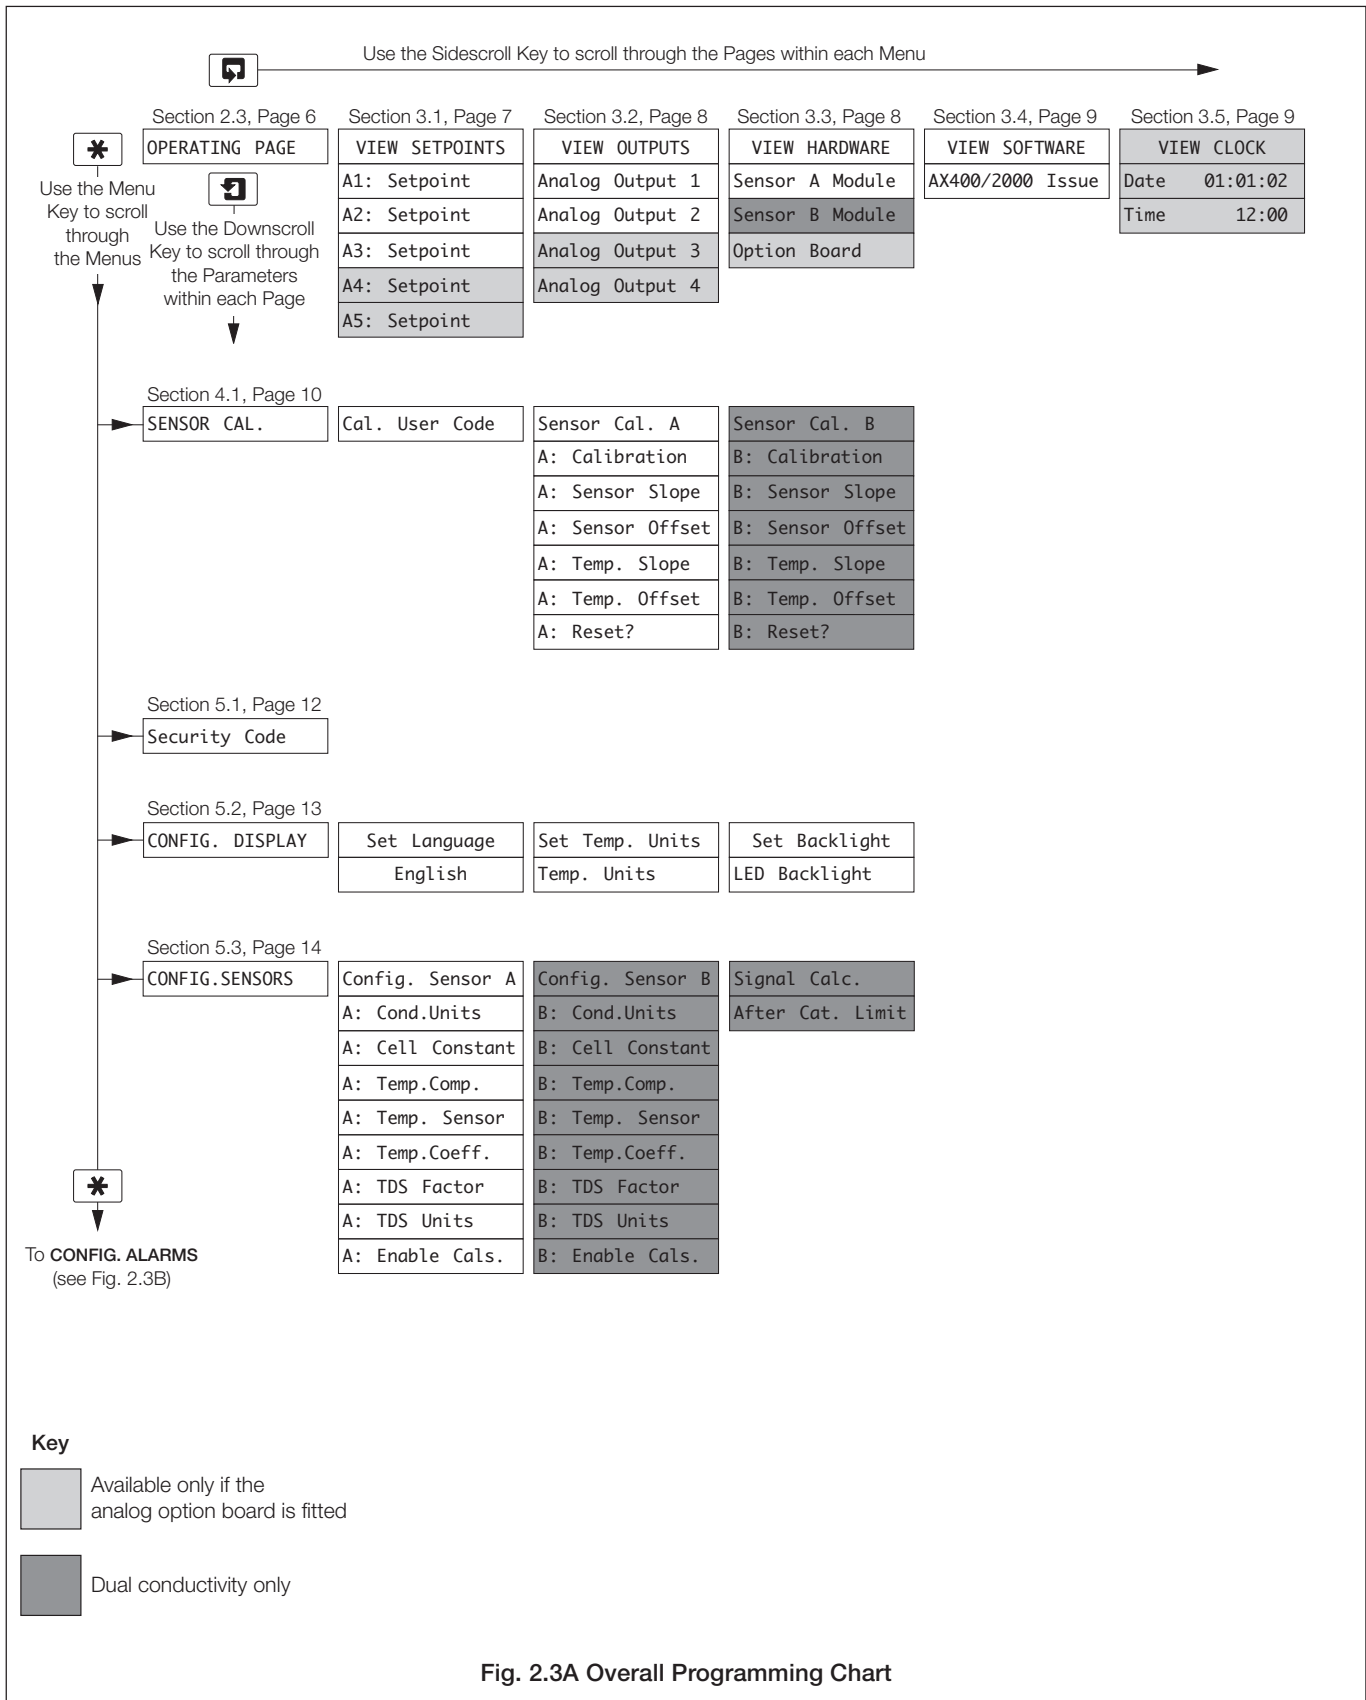 Use the Sidescroll Key to scroll through the Pages within each Menu
Section 2.3, Page 6
Section 3.1, Page 7
Section 3.2, Page 8
Section 3.3, Page 8
Section 3.4, Page 9
Section 3.5, Page 9
OPERATING PAGE
VIEW SETPOINTS
VIEW OUTPUTS
VIEW HARDWARE
VIEW SOFTWARE
VIEW CLOCK
Use the Menu
Key to scroll
through
the Menus
Use the Downscroll
Key to scroll through
the Parameters
within each Page
A1: Setpoint
A2: Setpoint
A3: Setpoint
A4: Setpoint
A5: Setpoint
Analog Output 1
Analog Output 2
Analog Output 3
Analog Output 4
Sensor A Module
Sensor B Module
Option Board
AX400/2000 Issue
Date 01:01:02
Time 12:00
Section 4.1, Page 10
SENSOR CAL.
Cal. User Code
Sensor Cal. A
A: Calibration
A: Sensor Slope
A: Sensor Offset
A: Temp. Slope
A: Temp. Offset
A: Reset?
Sensor Cal. B
B: Calibration
B: Sensor Slope
B: Sensor Offset
B: Temp. Slope
B: Temp. Offset
B: Reset?
Section 5.1, Page 12
Security Code
Section 5.2, Page 13
CONFIG. DISPLAY
Set Language
English
Set Temp. Units
Temp. Units
Set Backlight
LED Backlight
Section 5.3, Page 14
CONFIG.SENSORS
Config. Sensor A
A: Cond.Units
A: Cell Constant
A: Temp.Comp.
A: Temp. Sensor
A: Temp.Coeff.
A: TDS Factor
A: TDS Units
A: Enable Cals.
Config. Sensor B
B: Cond.Units
B: Cell Constant
B: Temp.Comp.
B: Temp. Sensor
B: Temp.Coeff.
B: TDS Factor
B: TDS Units
B: Enable Cals.
Signal Calc.
After Cat. Limit
To CONFIG. ALARMS
(see Fig. 2.3B)
Key
Available only if the
analog option board is fitted
Dual conductivity only
Fig. 2.3A Overall Programming Chart